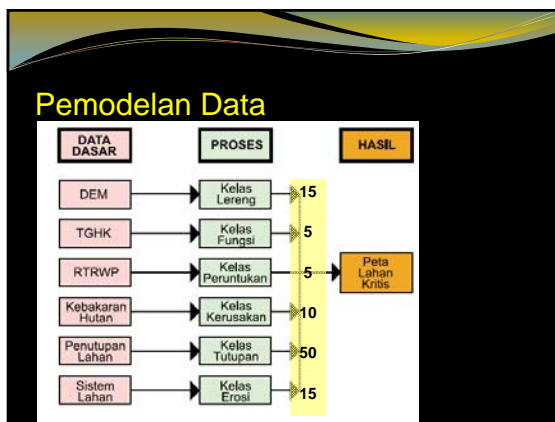 Pemodelan Data
DATA
DASAR
PROSES
HASIL
DEM
Kelas
Lereng
15
TGHK
Kelas
Fungsi
5
RTRWP
Kelas
Peruntukan
5
Peta
Lahan
Kritis
Kebakaran
Hutan
Kelas
Kerusakan
10
Penutupan
Lahan
Kelas
Tutupan
50
Sistem
Lahan
Kelas
Erosi
15